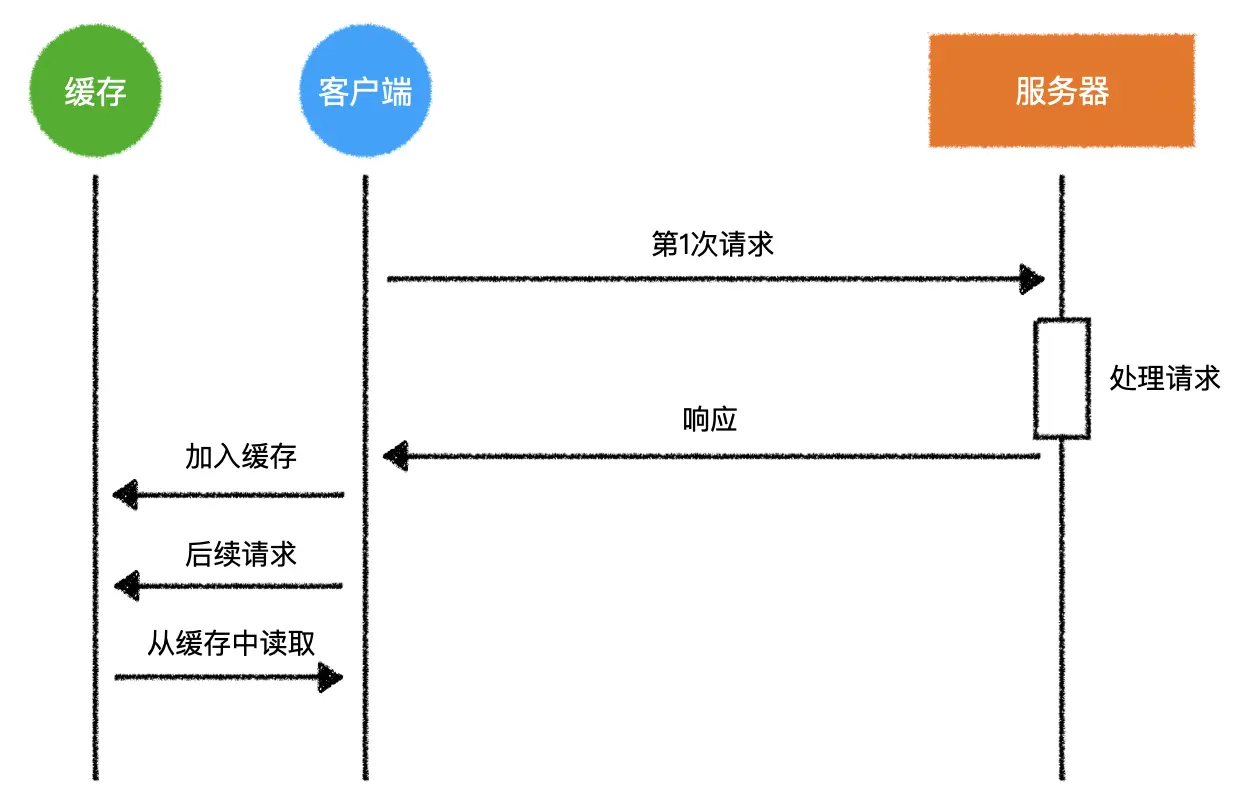 缓存
客户端
服务器
第1次请求
处理请求
响应
加入缓存
后续请求
从缓存中读取